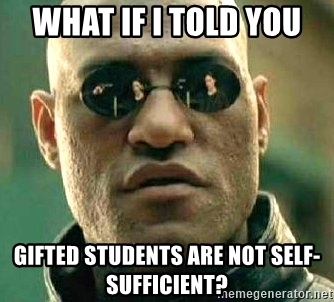 WHAT IF I TOLD YOU
GIFTED STUDENTS ARE NOT SELF-
SUFFICIENT?
memegenerator.net